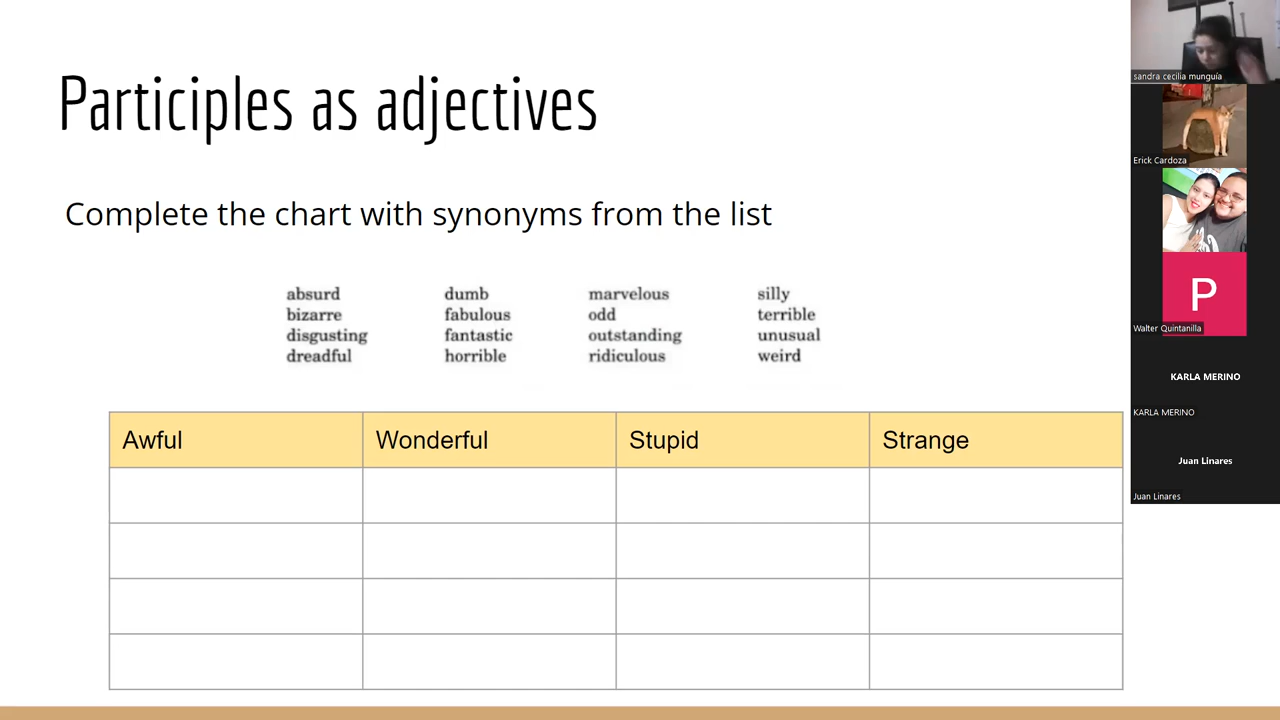 Participles as adjectives
Complete the chart with synonyms from the list
absurd dumb marvelous silly
bizarre fabulous odd terrible
disgusting fantastic outstanding unusual
dreadful horrible ridiculous weird
Awful Wonderful Stupid Strange
sandra cecilia munguía
Erick Cardoza
P
Walter Quintanilla
KARLA MERINO
KARLA MERINO
Juan Linares
Juan Linares